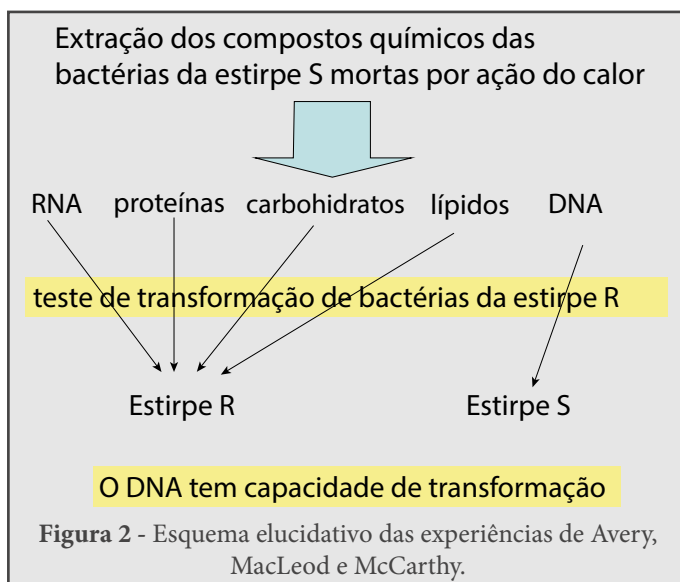 Extração dos compostos químicos das
bactérias da estirpe S mortas por ação do calor
RNA proteínas carbohidratos lípidos DNA
teste de transformação de bactérias da estirpe R
Estirpe R Estirpe S
O DNA tem capacidade de transformação
Figura 2 - Esquema elucidativo das experiências de Avery,
MacLeod e McCarthy.